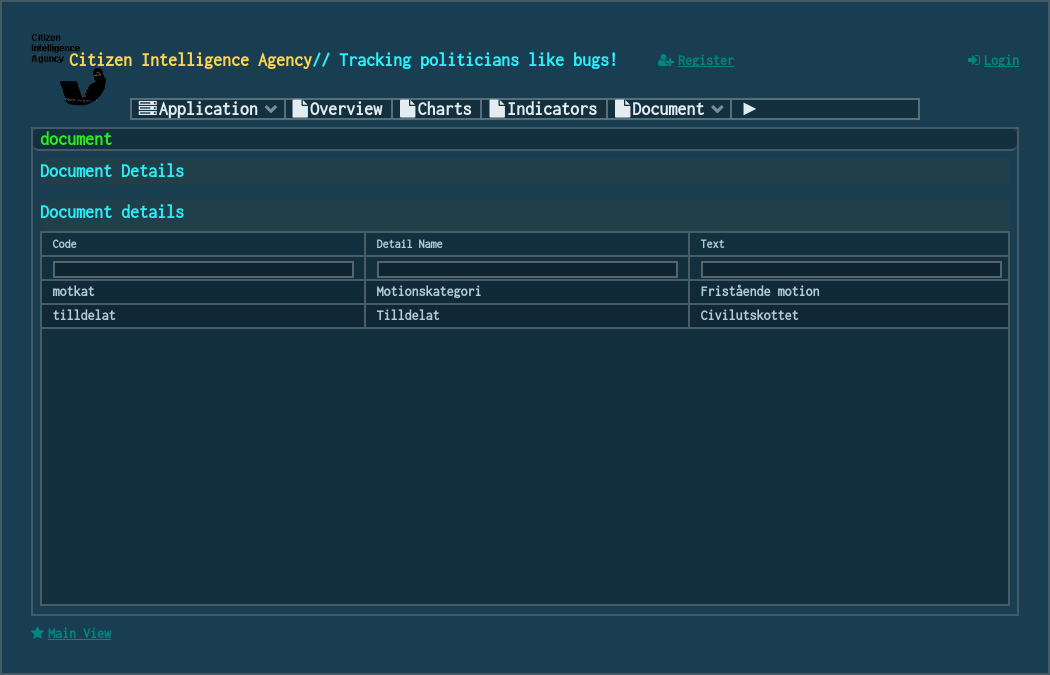 Citizen
Intelligence
Agency
Citizen Intelligence Agency// Tracking politicians like bugs!
Register
Login
Application Overview Charts Indicators Document
document
Document Details
Document details
Code Detail Name Text
motkat Motionskategori Fristående motion
tilldelat Tilldelat Civilutskottet
Main View